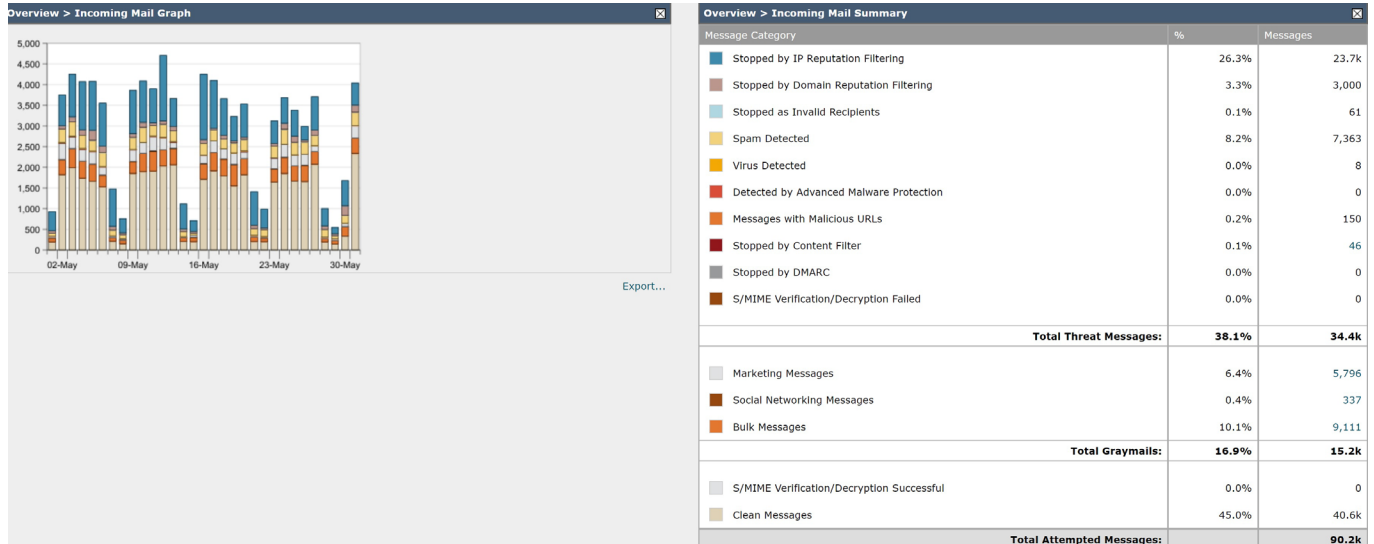 Overview > Incoming Mail Graph
5,000
4,500
4,000
3,500
3,000
2,500
2,000
1,500
1,000
500
0
02-May 09-May 16-May 23-May 30-May
Export...
Overview > Incoming Mail Summary
Message Category % Messages
Stopped by IP Reputation Filtering 26.3% 23.7k
Stopped by Domain Reputation Filtering 3.3% 3,000
Stopped as Invalid Recipients 0.1% 61
Spam Detected 8.2% 7,363
Virus Detected 0.0% 8
Detected by Advanced Malware Protection 0.0% 0
Messages with Malicious URLs 0.2% 150
Stopped by Content Filter 0.1% 46
Stopped by DMARC 0.0% 0
S/MIME Verification/Decryption Failed 0.0% 0
Total Threat Messages: 38.1% 34.4k
Marketing Messages 6.4% 5,796
Social Networking Messages 0.4% 337
Bulk Messages 10.1% 9,111
Total Graymails: 16.9% 15.2k
S/MIME Verification/Decryption Successful 0.0% 0
Clean Messages 45.0% 40.6k
Total Attempted Messages: 90.2k